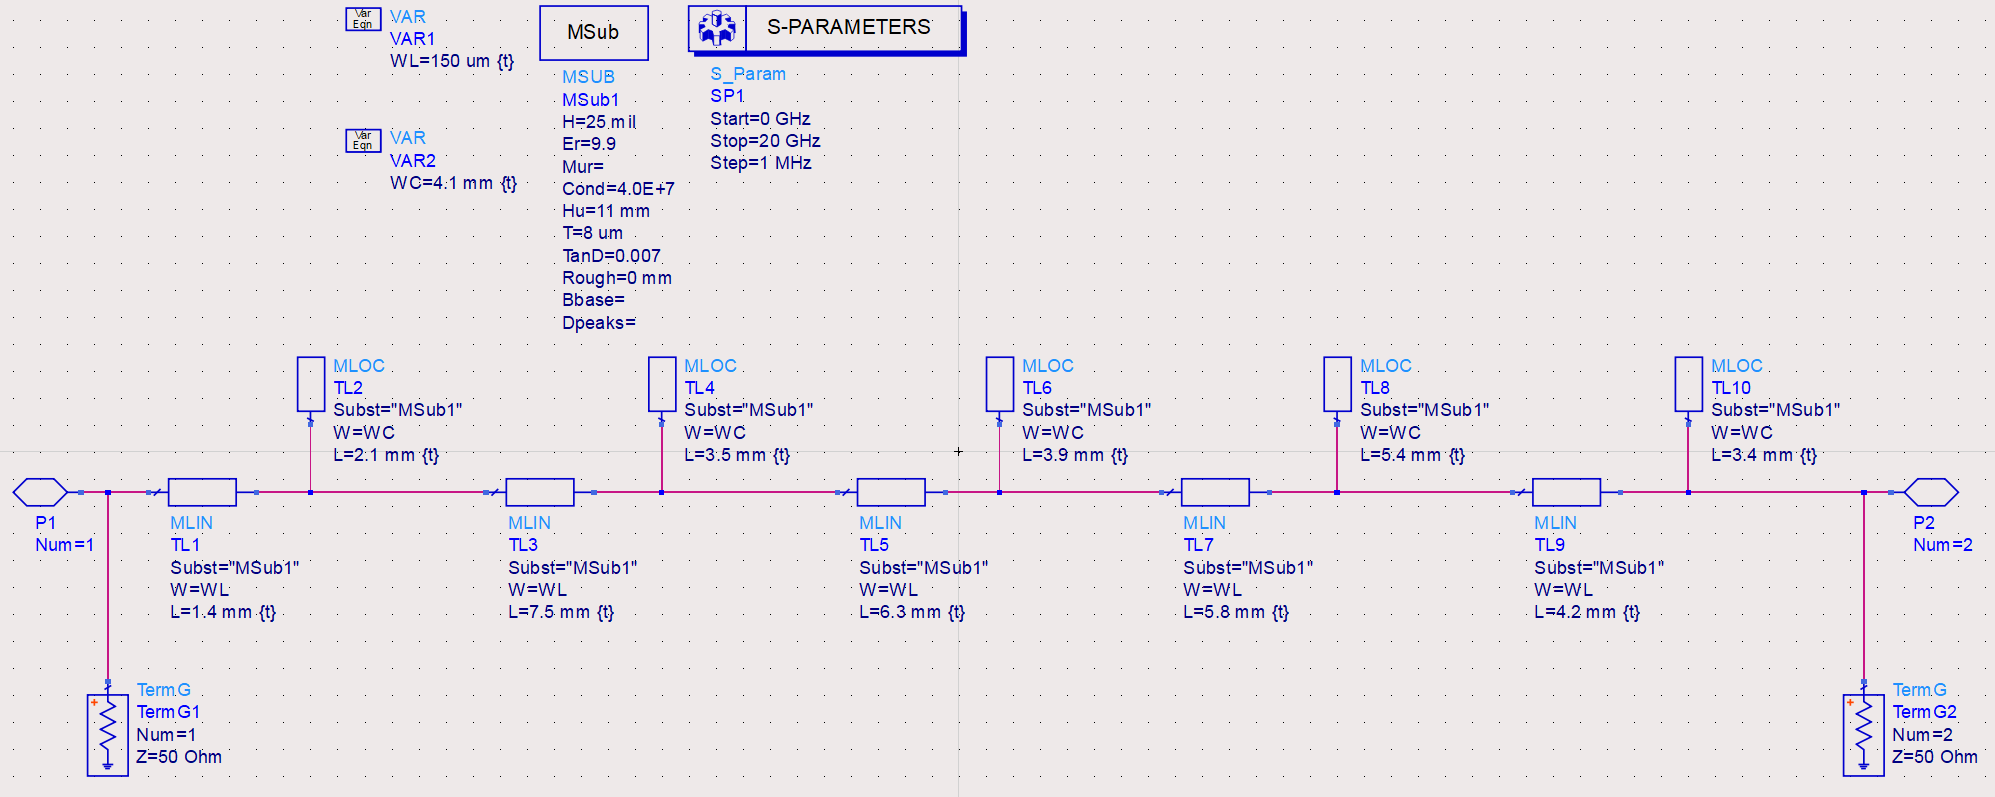 Var
Eqn
VAR
VAR1
WL=150 um {t}
Var
Eqn
VAR
VAR2
WC=4.1 mm {t}
MSub
MSUB
MSub1
H=25 mil
Er=9.9
Mur=
Cond=4.0E+7
Hu=11 mm
T=8 um
TanD=0.007
Rough=0 mm
Bbase=
Dpeaks=
S-PARAMETERS
S_Param
SP1
Start=0 GHz
Stop=20 GHz
Step=1 MHz
MLOC
TL2
Subst="MSub1"
W=WC
L=2.1 mm {t}
MLOC
TL4
Subst="MSub1"
W=WC
L=3.5 mm {t}
MLOC
TL6
Subst="MSub1"
W=WC
L=3.9 mm {t}
MLOC
TL8
Subst="MSub1"
W=WC
L=5.4 mm {t}
MLOC
TL10
Subst="MSub1"
W=WC
L=3.4 mm {t}
P1
Num=1
MLIN
TL1
Subst="MSub1"
W=WL
L=1.4 mm {t}
MLIN
TL3
Subst="MSub1"
W=WL
L=7.5 mm {t}
MLIN
TL5
Subst="MSub1"
W=WL
L=6.3 mm {t}
MLIN
TL7
Subst="MSub1"
W=WL
L=5.8 mm {t}
MLIN
TL9
Subst="MSub1"
W=WL
L=4.2 mm {t}
P2
Num=2
+
TermG
TermG1
Num=1
Z=50 Ohm
+
TermG
TermG2
Num=2
Z=50 Ohm